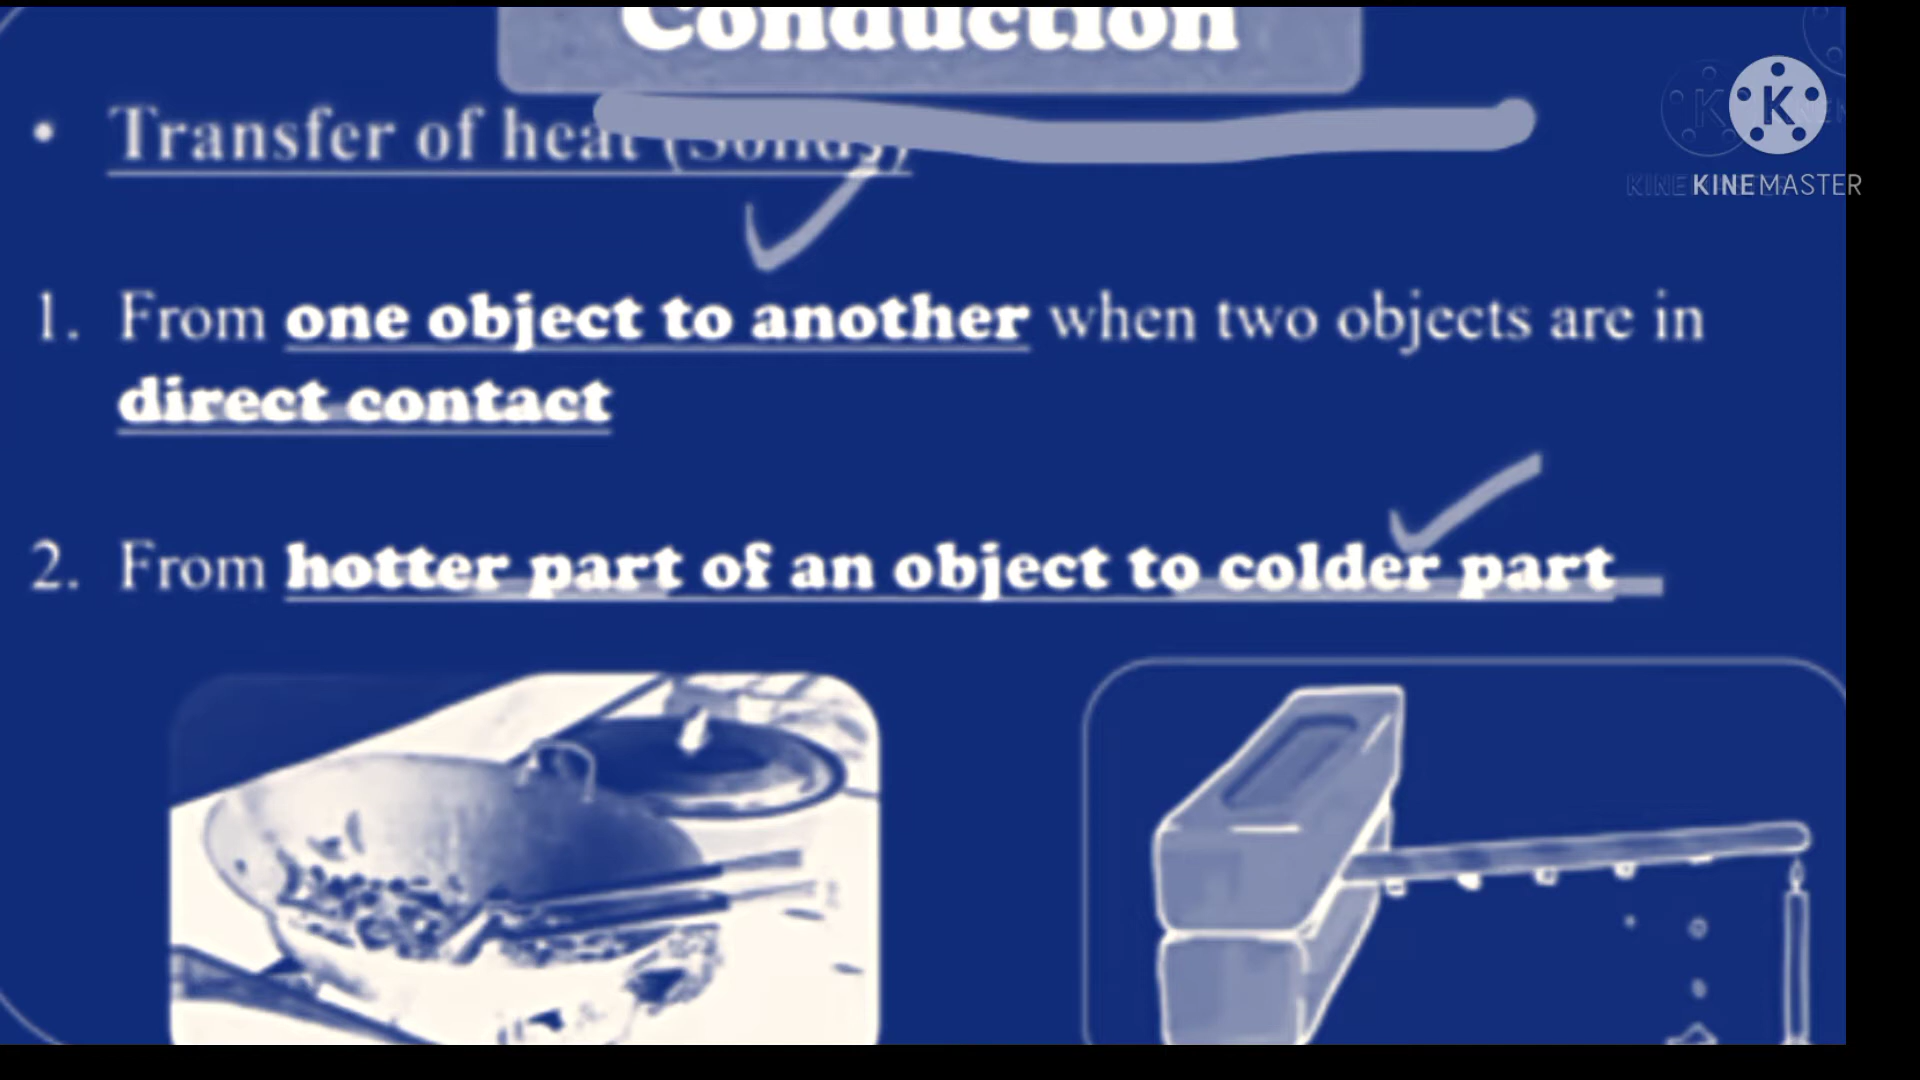 Conduction
• Transfer of heat (Solids)
KINEMASTER
1. From one object to another when two objects are in
direct contact
2. From hotter part of an object to colder part